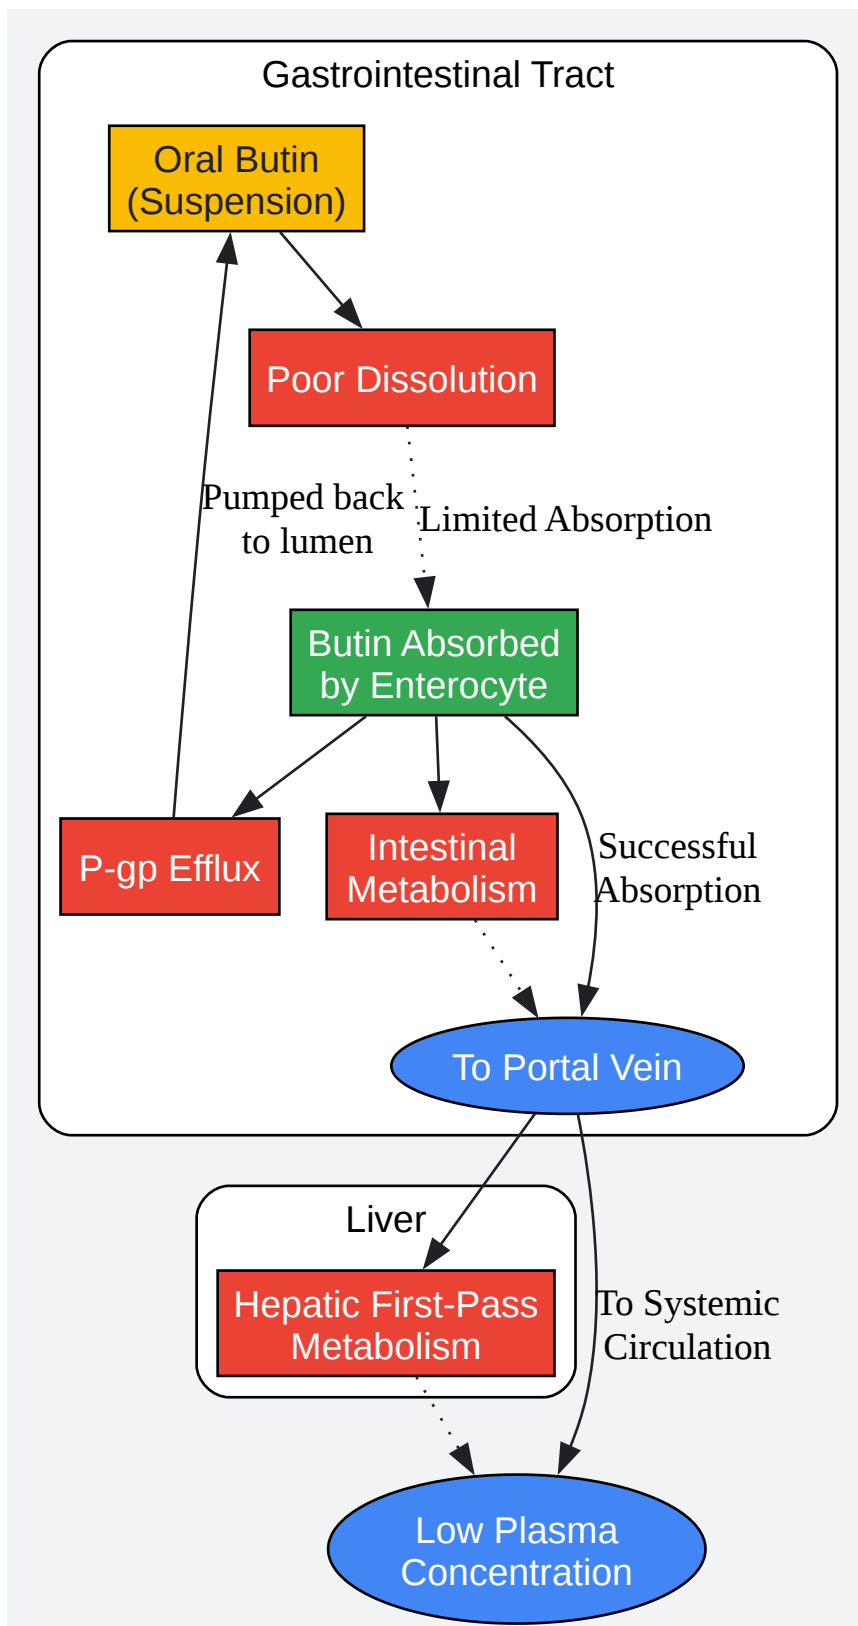 Gastrointestinal Tract
Oral Butin
(Suspension)
Poor Dissolution
Pumped back
to lumen
Limited Absorption
Butin Absorbed
by Enterocyte
P-gp Efflux
Intestinal
Metabolism
Successful
Absorption
To Portal Vein
Liver
Hepatic First-Pass
Metabolism
To Systemic
Circulation
Low Plasma
Concentration